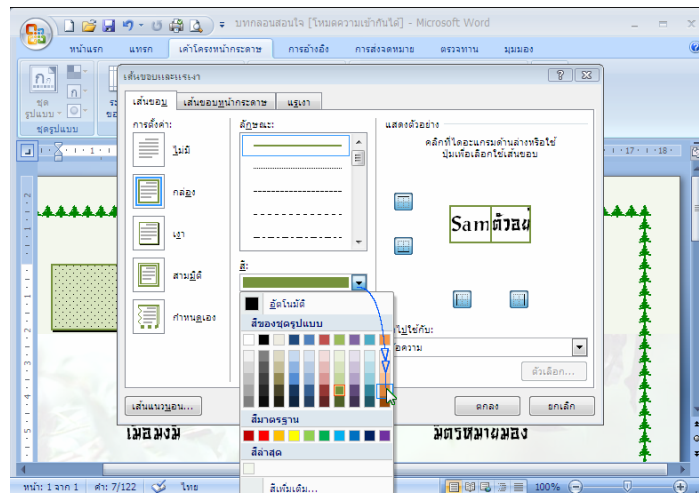 บทกลอนสอนใจ [โหมดความเข้ากันได้] - Microsoft Word
หน้าแรก แทรก เค้าโครงหน้ากระดาษ การอ้างอิง การส่งจดหมาย ตรวจทาน มุมมอง
เส้นขอบและแรเงา
เส้นขอบ เส้นขอบหน้ากระดาษ แรเงา
ชุด
รูปแบบ
ชุดรูปแบบ
การตั้งค่า:
ไม่มี
กล่อง
เงา
สามมิติ
กำหนดเอง
ลักษณะ:
สี:
อัตโนมัติ
สีของชุดรูปแบบ
สีมาตรฐาน
สีล่าสุด
สีเพิ่มเติม...
แสดงตัวอย่าง
คลิกที่ไดอะแกรมด้านล่างหรือใช้
ปุ่มเพื่อเลือกใช้เส้นขอบ
Sam ตัวอย่
ตัวเลือก...
เส้นแนวนอน...
ตกลง ยกเลิก
หน้า: 1 จาก 1 คำ: 7/122 ไทย 100%